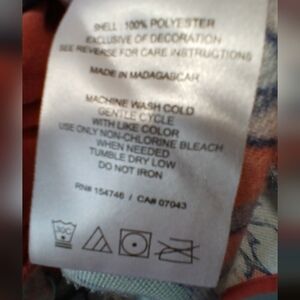 SHELL : 100% POLYESTER
EXCLUSIVE OF DECORATION
SEE REVERSE FOR CARE INSTRUCTIONS
MADE IN MADAGASCAR
MACHINE WASH COLD
GENTLE CYCLE
WITH LIKE COLOR
USE ONLY NON-CHLORINE BLEACH
WHEN NEEDED
TUMBLE DRY LOW
DO NOT IRON
RN# 154746 / CA# 07043
30C